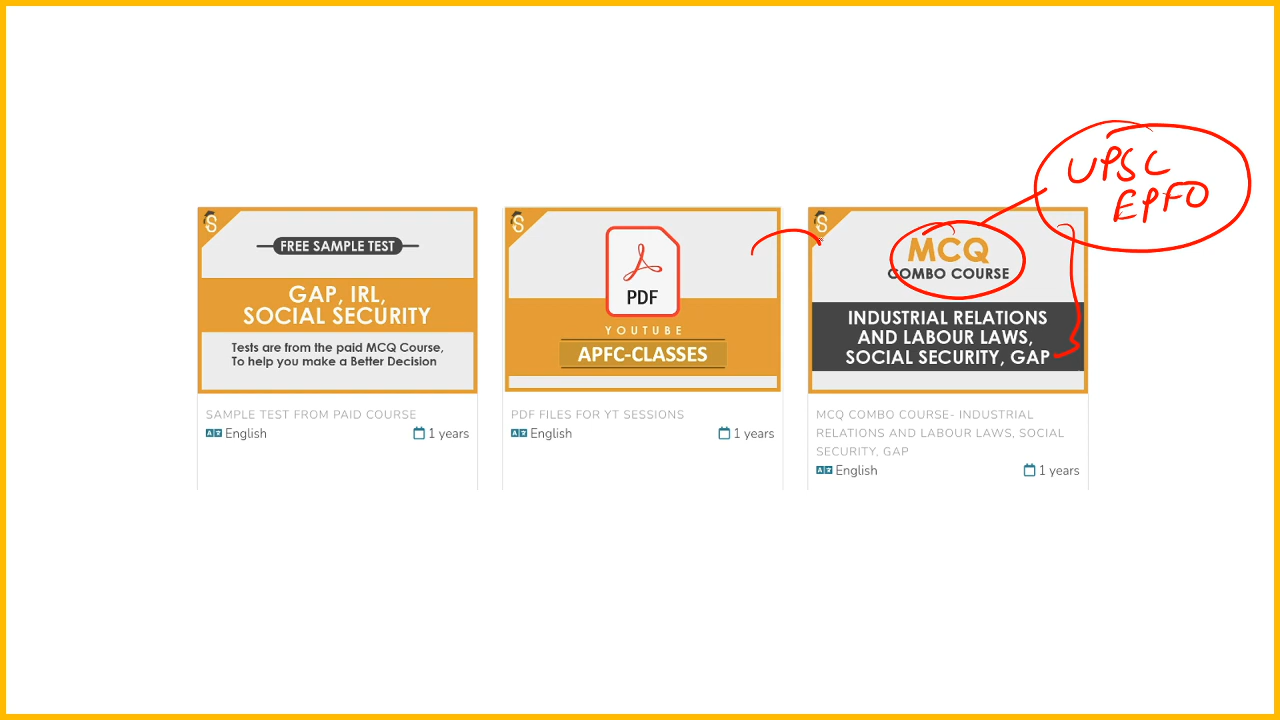 UPSC
EPFO
S
FREE SAMPLE TEST
GAP, IRL,
SOCIAL SECURITY
Tests are from the paid MCQ Course,
To help you make a Better Decision
SAMPLE TEST FROM PAID COURSE
English
1 years
S
PDF
YOUTUBE
APFC-CLASSES
PDF FILES FOR YT SESSIONS
English
1 years
S
MCQ
COMBO COURSE
INDUSTRIAL RELATIONS
AND LABOUR LAWS,
SOCIAL SECURITY, GAP
MCQ COMBO COURSE- INDUSTRIAL
RELATIONS AND LABOUR LAWS, SOCIAL
SECURITY, GAP
English
1 years